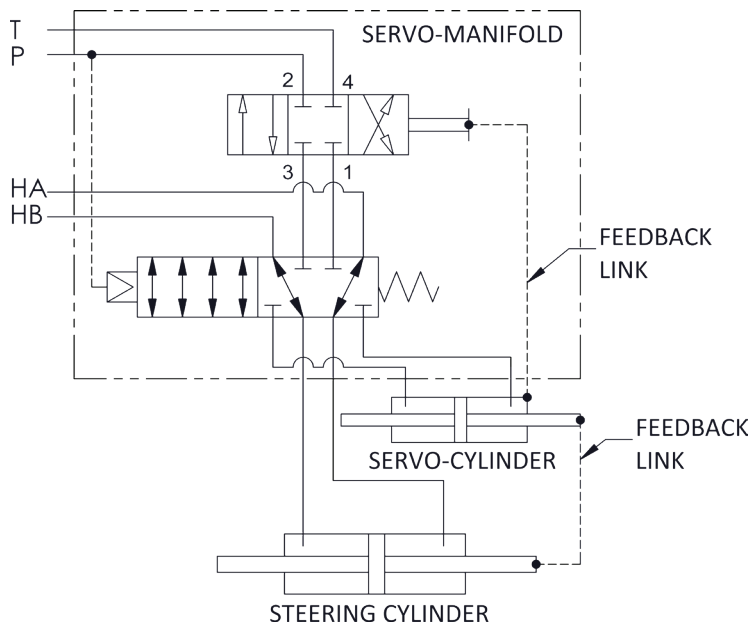 T
SERVO-MANIFOLD
P
2 4
3 1
HA
HB
FEEDBACK
LINK
FEEDBACK
LINK
SERVO-CYLINDER
STEERING CYLINDER